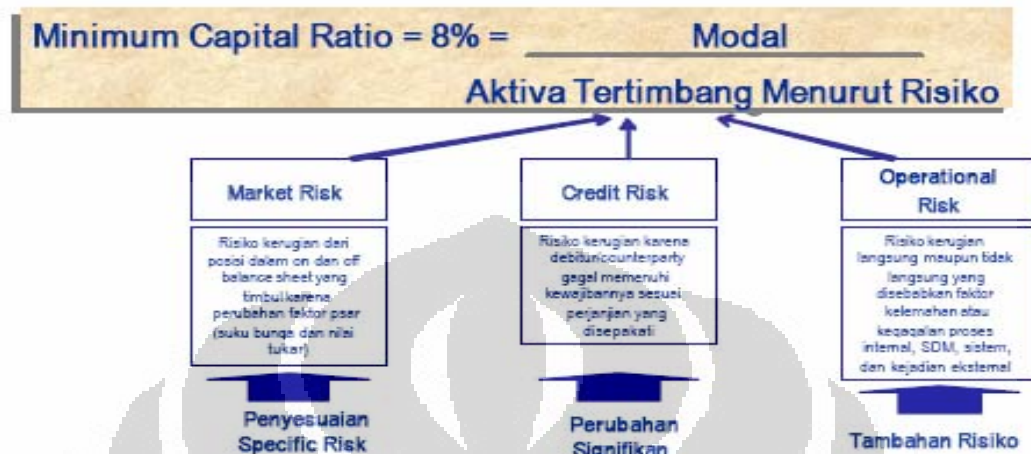 Minimum Capital Ratio = 8% = Modal
Aktiva Tertimbang Menurut Risiko
Market Risk
Risiko kerugian dari
posisi dalam on dan off
balance sheet yang
timbul karena
perubahan faktor psar
(suku bunga dan nilai
tukar)
Penyesuaian
Specific Risk
Credit Risk
Risiko kerugian karena
debitur/counterparty
gagal memenuhi
kewajibannya sesuai
perjanjian yang
disepakati
Perubahan
Signifikan
Operational
Risk
Risiko kerugian
langsung maupun tidak
langsung yang
disebabkan faktor
kelemahan atau
kegagalan proses
internal, SDM, sistem,
dan kejadian eksternal
Tambahan Risiko